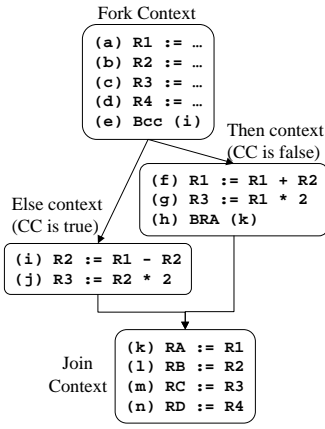 Fork Context
(a) R1 := …
(b) R2 := …
(c) R3 := …
(d) R4 := …
(e) Bcc (i)
Then context
(CC is false)
(f) R1 := R1 + R2
(g) R3 := R1 * 2
(h) BRA (k)
Else context
(CC is true)
(i) R2 := R1 - R2
(j) R3 := R2 * 2
Join
Context
(k) RA := R1
(l) RB := R2
(m) RC := R3
(n) RD := R4